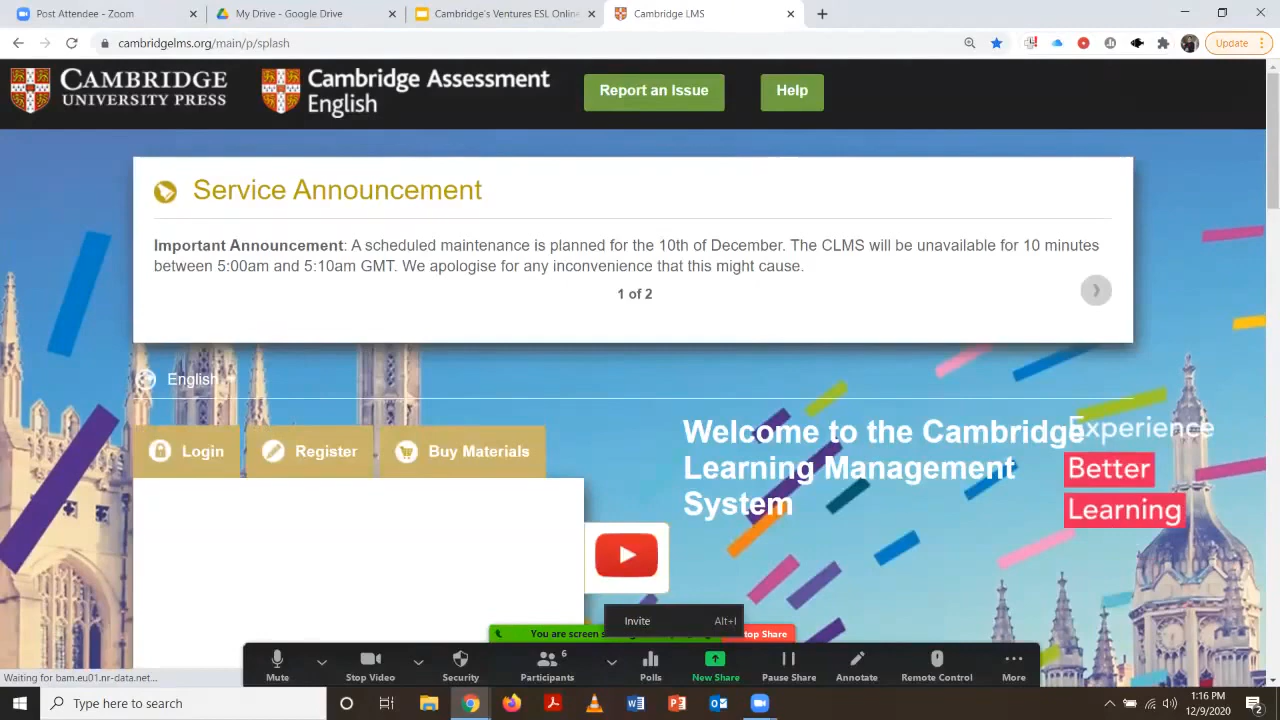 Post Attendee - Zoom
My Drive - Google Drive
Cambridge's Ventures ESL Online
Cambridge LMS
cambridgelms.org/main/p/splash
Update
CAMBRIDGE
UNIVERSITY PRESS
Cambridge Assessment
English
Report an Issue
Help
Service Announcement
Important Announcement: A scheduled maintenance is planned for the 10th of December. The CLMS will be unavailable for 10 minutes
between 5:00am and 5:10am GMT. We apologise for any inconvenience that this might cause.
1 of 2
English
Login
Register
Buy Materials
Welcome to the Cambridge
Learning Management
System
Experience
Better
Learning
Invite
Alt+I
You are screen s
top Share
Mute
Stop Video
Security
Participants
6
Polls
New Share
Pause Share
Annotate
Remote Control
More
Waiting for bam.eu01.nr-data.net...
Type here to search
1:16 PM
12/9/2020
2